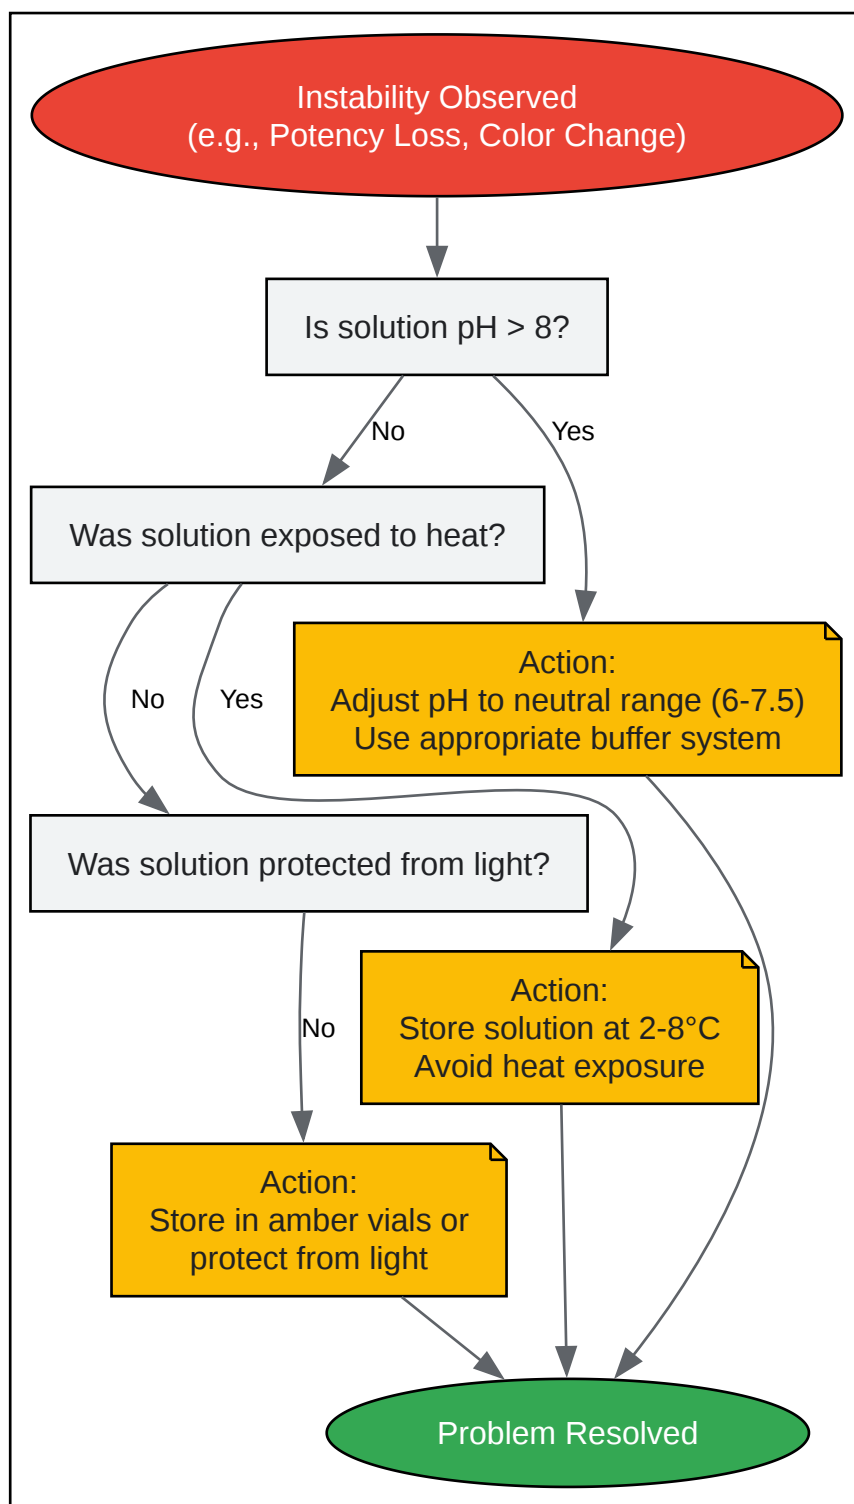 Instability Observed
(e.g., Potency Loss, Color Change)
Is solution pH > 8?
No
Yes
Was solution exposed to heat?
Action:
Adjust pH to neutral range (6-7.5)
Use appropriate buffer system
No
Yes
Was solution protected from light?
Action:
Store solution at 2-8°C
Avoid heat exposure
No
Action:
Store in amber vials or
protect from light
Problem Resolved